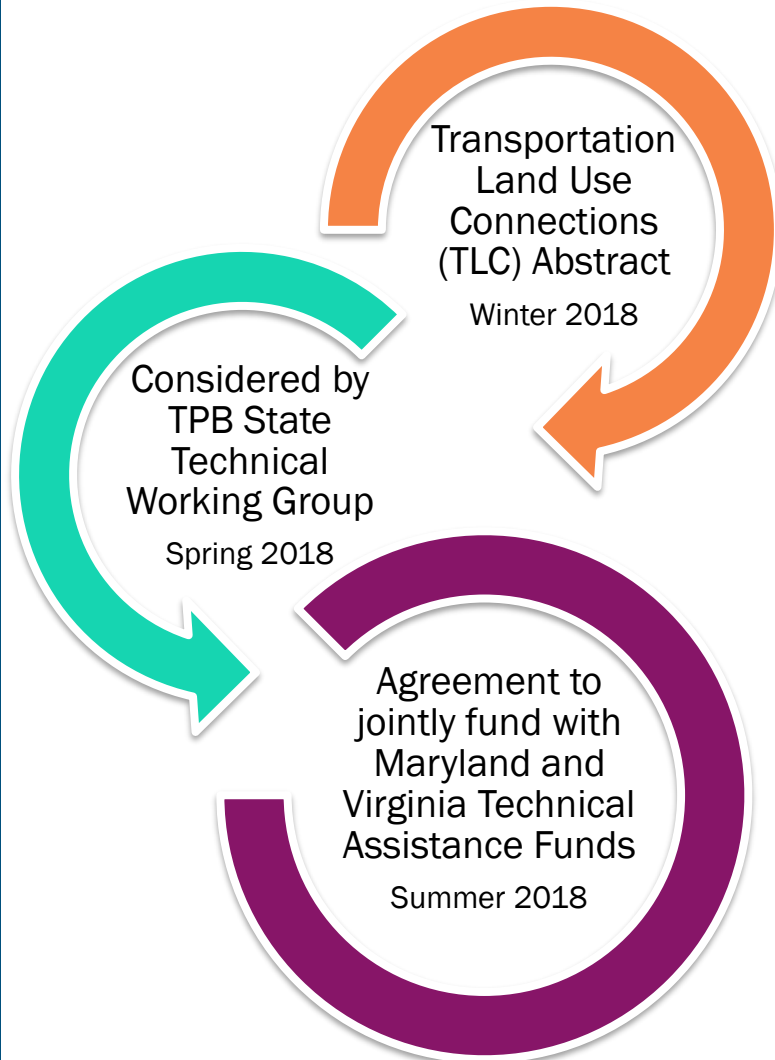 Transportation
Land Use
Connections
(TLC) Abstract
Winter 2018
Considered by
TPB State
Technical
Working Group
Spring 2018
Agreement to
jointly fund with
Maryland and
Virginia Technical
Assistance Funds
Summer 2018